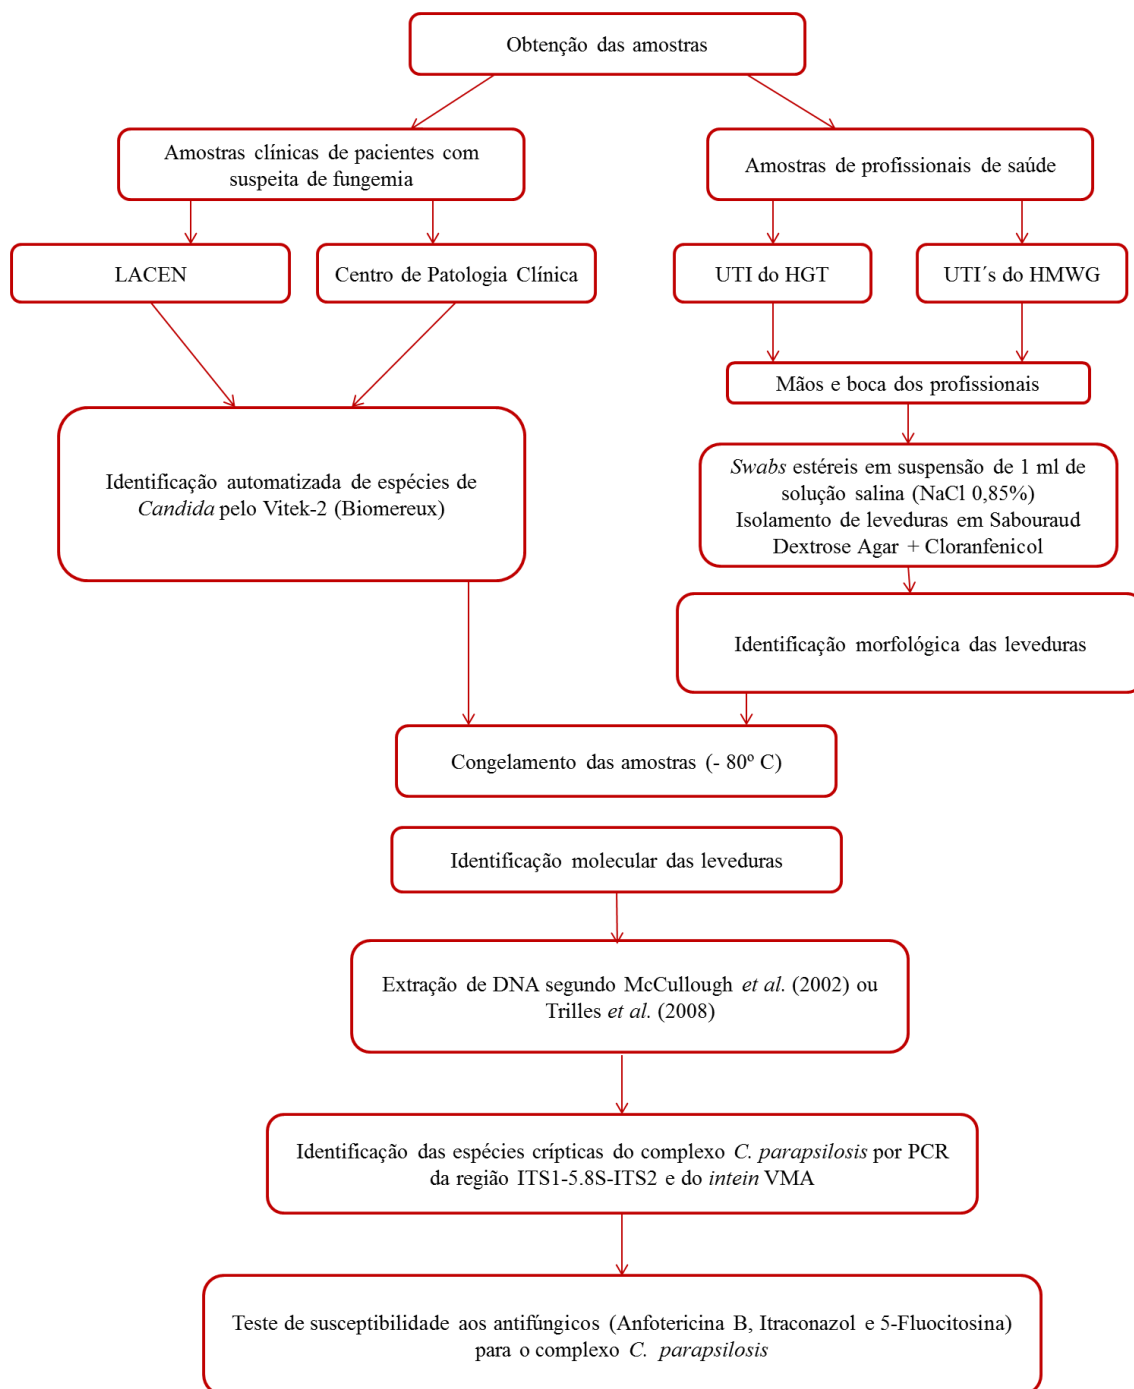 Obtenção das amostras
Amostras clínicas de pacientes com
suspeita de fungemia
Amostras de profissionais de saúde
LACEN
Centro de Patologia Clínica
UTI do HGT
UTI´s do HMWG
Mãos e boca dos profissionais
Identificação automatizada de espécies de
Candida pelo Vitek-2 (Biomereux)
Swabs estéreis em suspensão de 1 ml de
solução salina (NaCl 0,85%)
Isolamento de leveduras em Sabouraud
Dextrose Agar + Cloranfenicol
Identificação morfológica das leveduras
Congelamento das amostras (- 80º C)
Identificação molecular das leveduras
Extração de DNA segundo McCullough et al. (2002) ou
Trilles et al. (2008)
Identificação das espécies crípticas do complexo C. parapsilosis por PCR
da região ITS1-5.8S-ITS2 e do intein VMA
Teste de susceptibilidade aos antifúngicos (Anfotericina B, Itraconazol e 5-Fluocitosina)
para o complexo C. parapsilosis